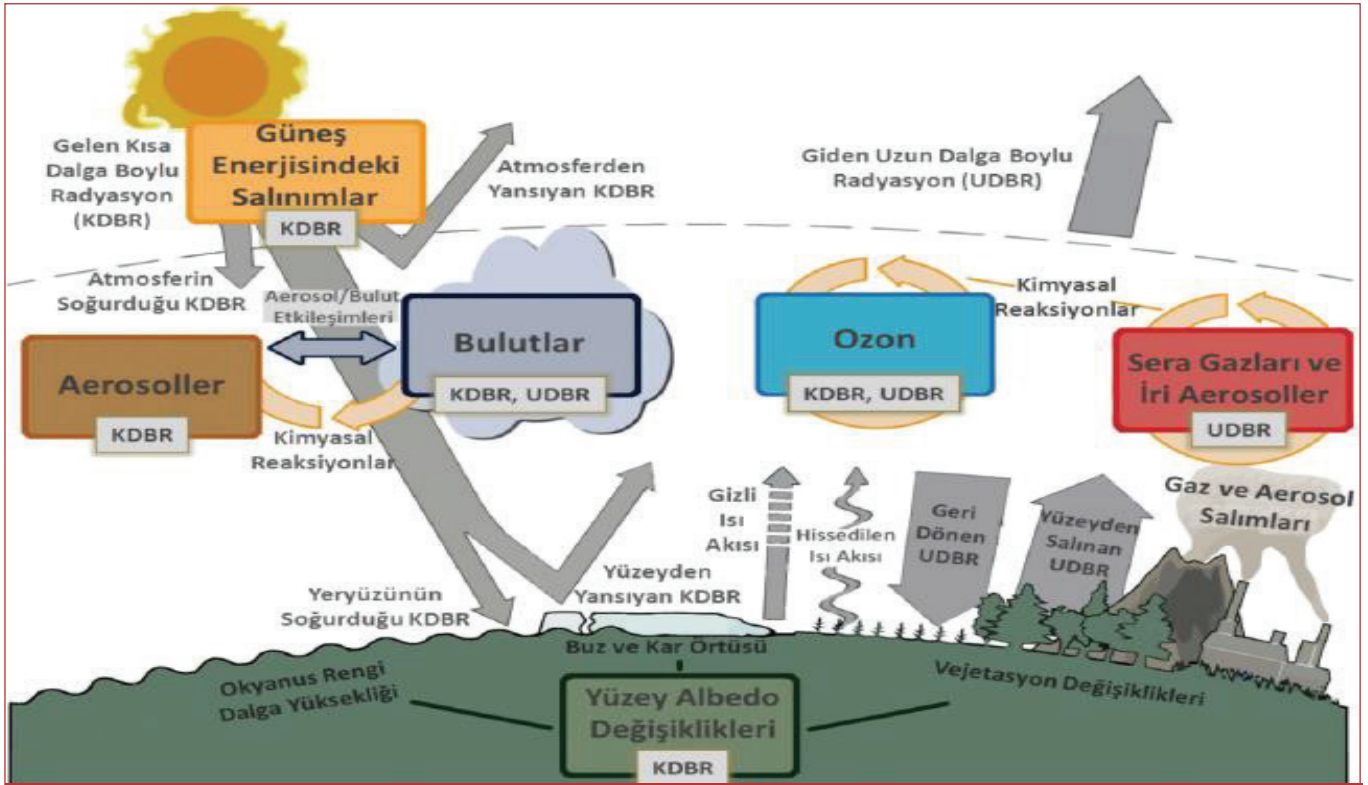 Güneş
Enerjisindeki
Salınımlar
KDBR
Gelen Kısa
Dalga Boylu
Radyasyon
(KDBR)
Atmosferden
Yansıyan KDBR
Giden Uzun Dalga Boylu
Radyasyon (UDBR)
Atmosferin
Soğurduğu KDBR
Aerosol/Bulut
Etkileşimleri
Bulutlar
KDBR, UDBR
Aerosoller
KDBR
Kimyasal
Reaksiyonlar
Ozon
KDBR, UDBR
Kimyasal
Reaksiyonlar
Sera Gazları ve
İri Aerosoller
UDBR
Gaz ve Aerosol
Salımları
Gizli
Isı
Akısı
Hissedilen
Isı Akısı
Geri
Dönen
UDBR
Yüzeyden
Salınan
UDBR
Yeryüzünün
Soğurduğu KDBR
Yüzeyden
Yansıyan KDBR
Buz ve Kar Örtüsü
Okyanus Rengi
Dalga Yüksekliği
Vejetasyon Değişiklikleri
Yüzey Albedo
Değişiklikleri
KDBR